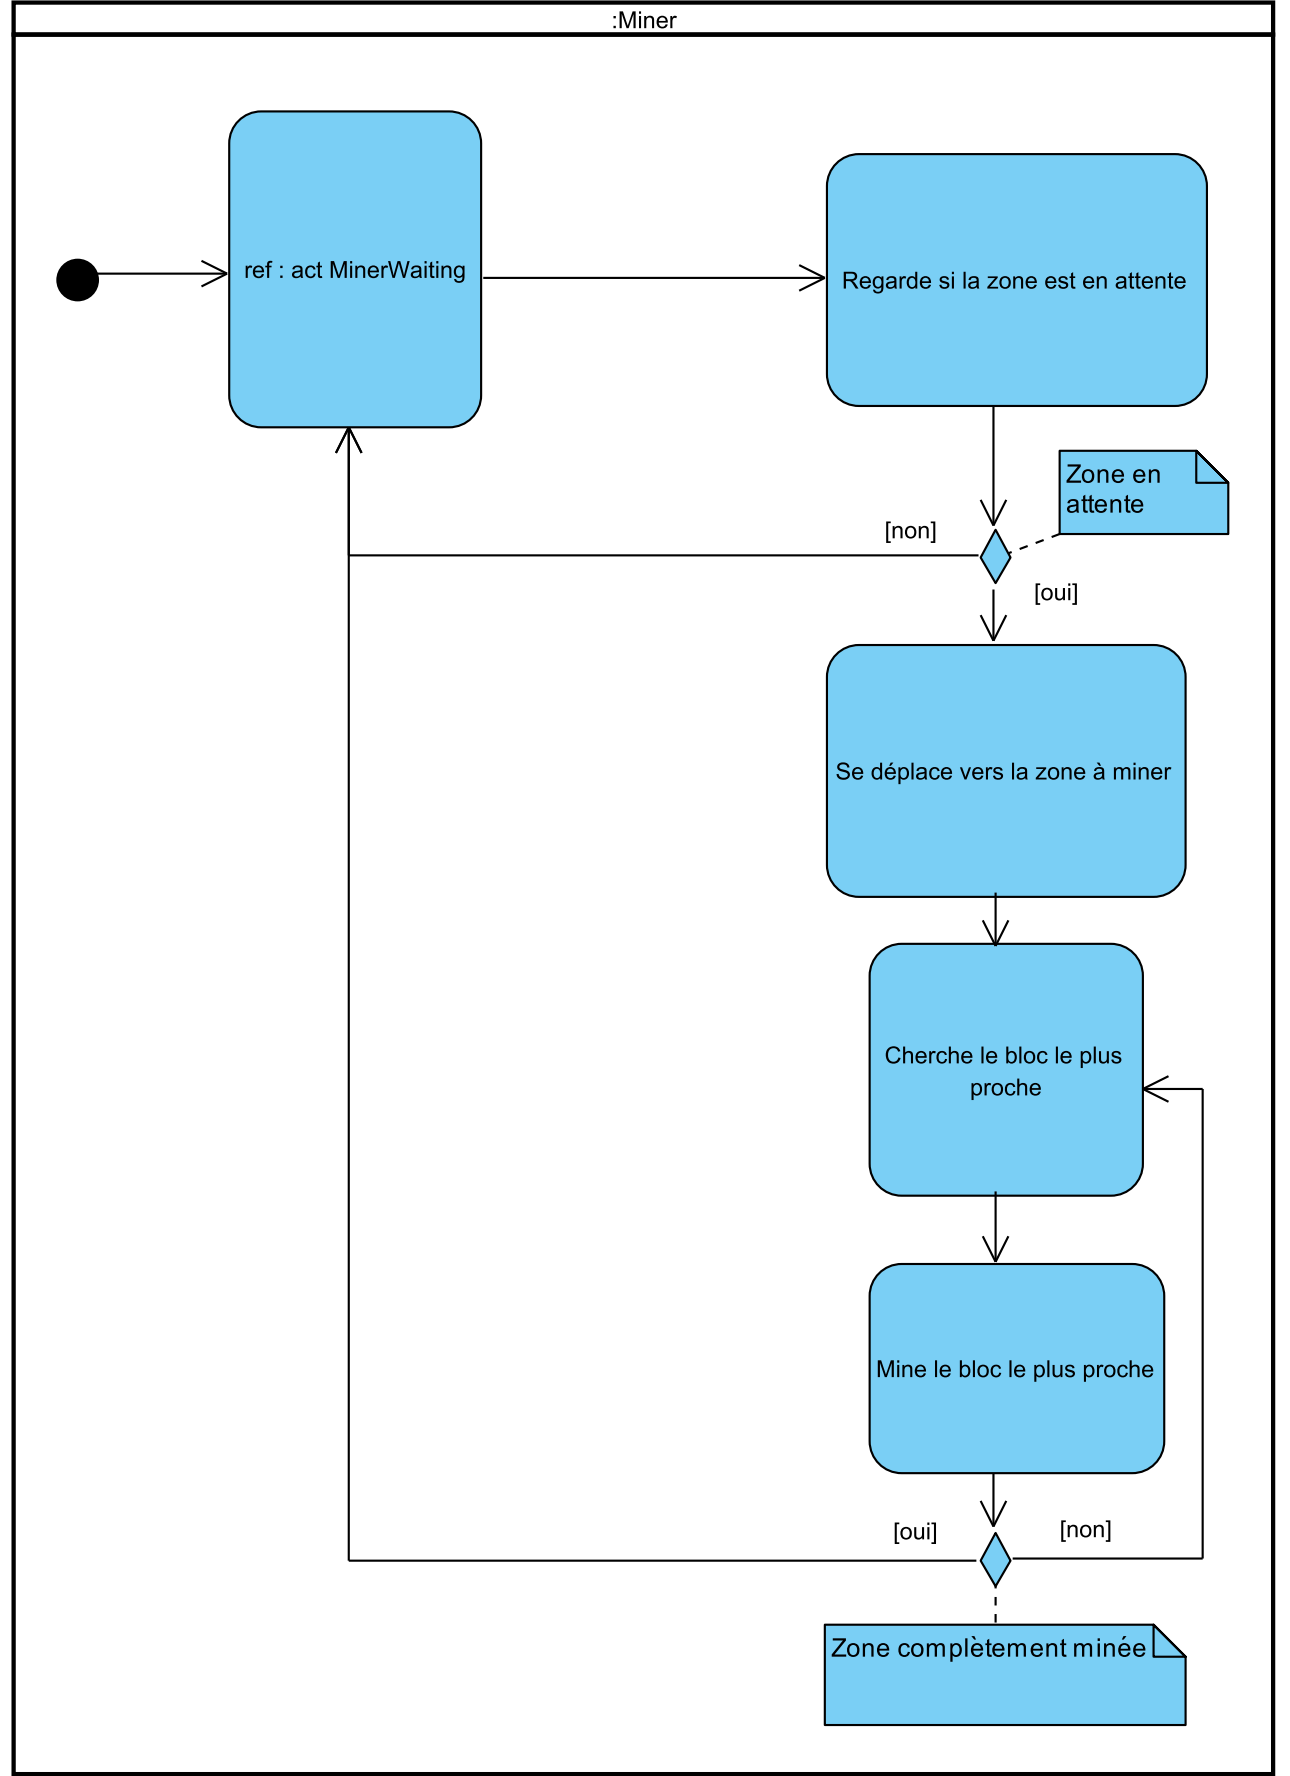 :Miner
ref : act MinerWaiting
Regarde si la zone est en attente
Zone en
attente
[non]
[oui]
Se déplace vers la zone à miner
Cherche le bloc le plus
proche
Mine le bloc le plus proche
[oui]
[non]
Zone complètement minée